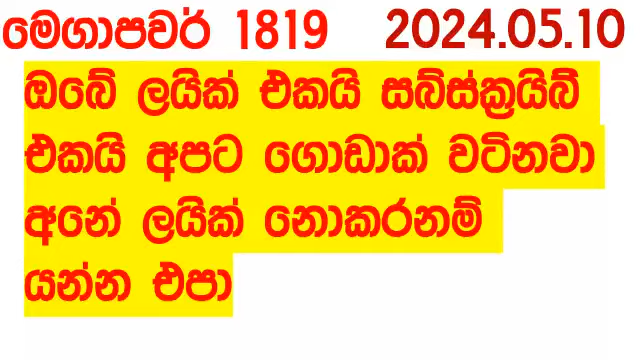 මෙගාපවර් 1819 2024.05.10
ඔබේ ලයික් එකයි සබ්ස්ක්‍රයිබ්
එකයි අපට ගොඩාක් වටිනවා
අනේ ලයික් නොකරනම්
යන්න එපා